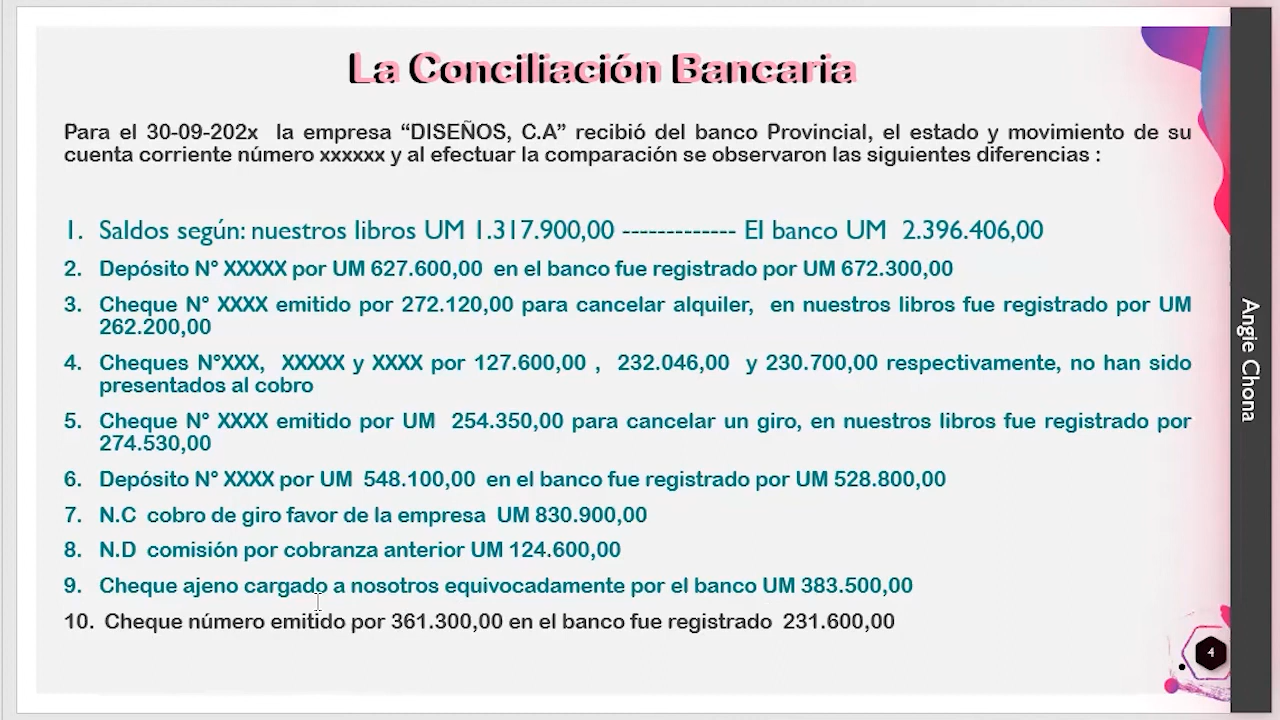 La Conciliación Bancaria
Para el 30-09-202x la empresa “DISEÑOS, C.A” recibió del banco Provincial, el estado y movimiento de su
cuenta corriente número xxxxxx y al efectuar la comparación se observaron las siguientes diferencias :
1. Saldos según: nuestros libros UM 1.317.900,00 ------------- El banco UM 2.396.406,00
2. Depósito N° XXXXX por UM 627.600,00 en el banco fue registrado por UM 672.300,00
3. Cheque N° XXXX emitido por 272.120,00 para cancelar alquiler, en nuestros libros fue registrado por UM
262.200,00
4. Cheques N°XXX, XXXXX y XXXX por 127.600,00 , 232.046,00 y 230.700,00 respectivamente, no han sido
presentados al cobro
5. Cheque N° XXXX emitido por UM 254.350,00 para cancelar un giro, en nuestros libros fue registrado por
274.530,00
6. Depósito N° XXXX por UM 548.100,00 en el banco fue registrado por UM 528.800,00
7. N.C cobro de giro favor de la empresa UM 830.900,00
8. N.D comisión por cobranza anterior UM 124.600,00
9. Cheque ajeno cargado a nosotros equivocadamente por el banco UM 383.500,00
10. Cheque número emitido por 361.300,00 en el banco fue registrado 231.600,00
Angie Chona
4